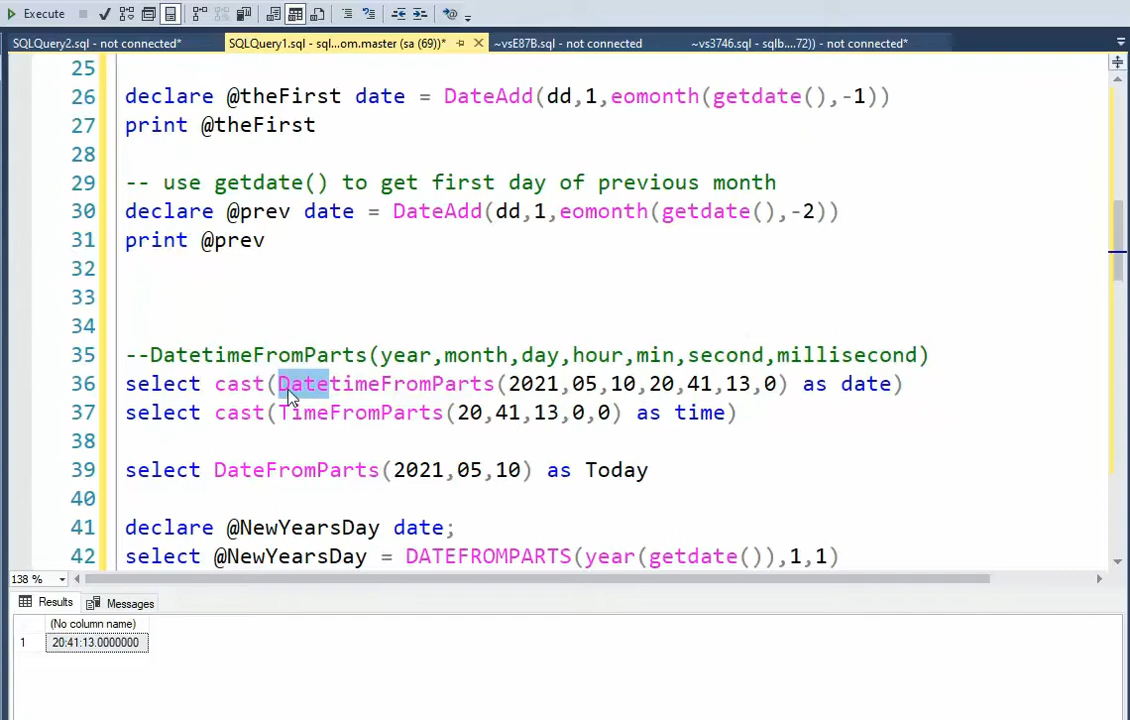 Execute
SQLQuery2.sql - not connected*
SQLQuery1.sql - sql...om.master (sa (69))*
~vsE87B.sql - not connected
~vs3746.sql - sqlb....72)) - not connected*
25
26 declare @theFirst date = DateAdd(dd,1,eomonth(getdate(),-1))
27 print @theFirst
28
29 -- use getdate() to get first day of previous month
30 declare @prev date = DateAdd(dd,1,eomonth(getdate(),-2))
31 print @prev
32
33
34
35 --DatetimeFromParts(year,month,day,hour,min,second,millisecond)
36 select cast(DatetimeFromParts(2021,05,10,20,41,13,0) as date)
37 select cast(TimeFromParts(20,41,13,0,0) as time)
38
39 select DateFromParts(2021,05,10) as Today
40
41 declare @NewYearsDay date;
42 select @NewYearsDay = DATEFROMPARTS(year(getdate()),1,1)
138 %
Results Messages
(No column name)
1 20:41:13.0000000